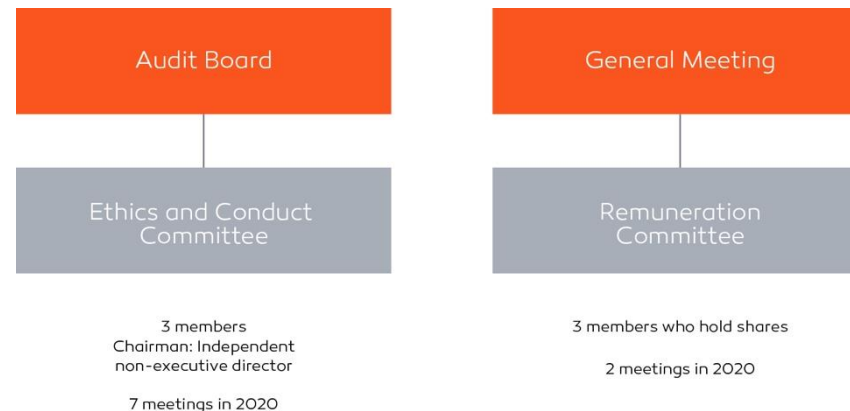 Audit Board
General Meeting
Ethics and Conduct
Committee
Remuneration
Committee
3 members
Chairman: Independent
non-executive director
7 meetings in 2020
3 members who hold shares
2 meetings in 2020